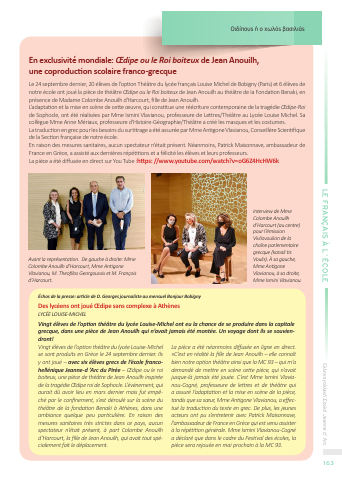 Οιδίπους ή ο χωλός βασιλιάς
En exclusivité mondiale: Œdipe ou le Roi boiteux de Jean Anouilh,
une coproduction scolaire franco-grecque
Le 24 septembre dernier, 20 élèves de l'option Théâtre du lycée français Louise Michel de Bobigny (Paris) et 6 élèves de
notre école ont joué la pièce de théâtre Œdipe ou le Roi boiteux de Jean Anouilh au théâtre de la Fondation Benaki, en
présence de Madame Colombe Anouilh d'Harcourt, fille de Jean Anouilh.
L'adaptation et la mise en scène de cette œuvre, qui constitue une réécriture contemporaine de la tragédie Œdipe-Roi
de Sophocle, ont été réalisées par Mme Iamini Vlavianou, professeure de Lettres/Théâtre au lycée Louise Michel. Sa
collègue Mme Anne Mériaux, professeure d'Histoire-Géographie/Théâtre a créé les masques et les costumes.
La traduction en grec pour les besoins du surtitrage a été assurée par Mme Antigone Vlavianou, Conseillère Scientifique
de la Section française de notre école.
En raison des mesures sanitaires, aucun spectateur n'était présent. Néanmoins, Patrick Maisonnave, ambassadeur de
France en Grèce, a assisté aux dernières répétitions et a félicité les élèves et leurs professeurs.
La pièce a été diffusée en direct sur You Tube :https://www.youtube.com/watch?v=oG6Z4HcHW6k
Avant la représentation. De gauche à droite: Mme
Colombe Anouilh d'Harcourt, Mme Antigone
Vlavianou, M. Theofilos Georgoussis et M. François
d'Harcourt.
Interview de Mme
Colombe Anouilh
d'Harcourt (au centre)
pour l'émission
de la
chaîne parlementaire
grecque
À sa gauche,
Mme Antigone
Vlavianou, à sa droite,
Mme Iamini Vlavianou.
LE FRANÇAIS À L' ÉCOLE
Échos de la presse: article de D. Georges journaliste au mensuel Bonjour Bobigny
Des lycéens ont joué Œdipe sans complexe à Athènes
LYCÉE LOUISE-MICHEL
Vingt élèves de l'option théâtre du lycée Louise-Michel ont eu la chance de se produire dans la capitale
grecque, dans une pièce de Jean Anouilh qui n'avait jamais été montée. Un voyage dont ils se souvien-
dront!
Vingt élèves de l'option théâtre du lycée Louise-Michel
se sont produits en Grèce le 24 septembre dernier. Ils
y ont joué – avec six élèves grecs de l'école franco-
hellénique Jeanne-d'Arc du Pirée – Œdipe ou le roi
boiteux, une pièce de théâtre de Jean Anouilh inspirée
de la tragédie Œdipe roi de Sophocle. L'événement, qui
aurait dû avoir lieu en mars dernier mais fut empê-
ché par le confinement, s'est déroulé sur la scène du
théâtre de la fondation Benaki à Athènes, dans une
ambiance quelque peu particulière. En raison des
mesures sanitaires très strictes dans ce pays, aucun
spectateur n'était présent, à part Colombe Anouilh
d'Harcourt, la fille de Jean Anouilh, qui avait tout spé-
cialement fait le déplacement.
La pièce a été néanmoins diffusée en ligne direct.
«C'est en réalité la fille de Jean Anouilh – elle connaît
bien notre option théâtre ainsi que la MC 93 – qui m'a
demandé de mettre en scène cette pièce, qui n'avait
jusque-là jamais été jouée. C'est Mme Iamini Vlavia-
nou-Cogné, professeure de lettres et de théâtre qui
a assuré l'adaptation et la mise en scène de la pièce,
tandis que sa sœur, Mme Antigone Vlavianou, a effec-
tué la traduction du texte en grec. De plus, les jeunes
acteurs ont pu s'entretenir avec Patrick Maisonnave,
l'ambassadeur de France en Grèce qui est venu assister
à la répétition générale. Mme Iamini Vlavianou-Cogné
a déclaré que dans le cadre du Festival des écoles, la
pièce sera rejouée en mai prochain à la MC 93.
163